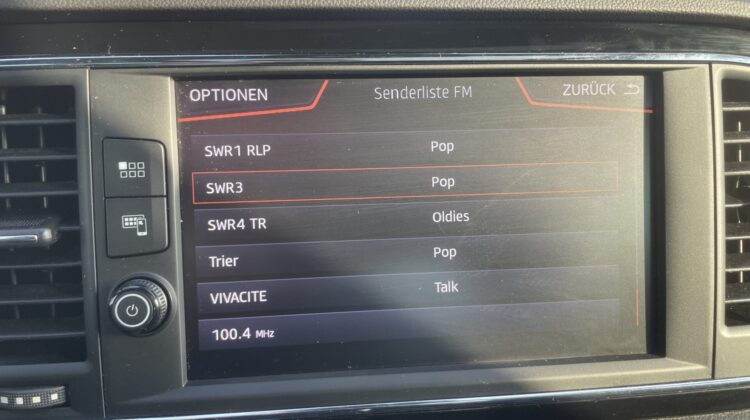 OPTIONEN Senderliste FM ZURÜCK
SWR1 RLP Pop
SWR3 Pop
SWR4 TR Oldies
Trier Pop
VIVACITE Talk
100.4 MHz